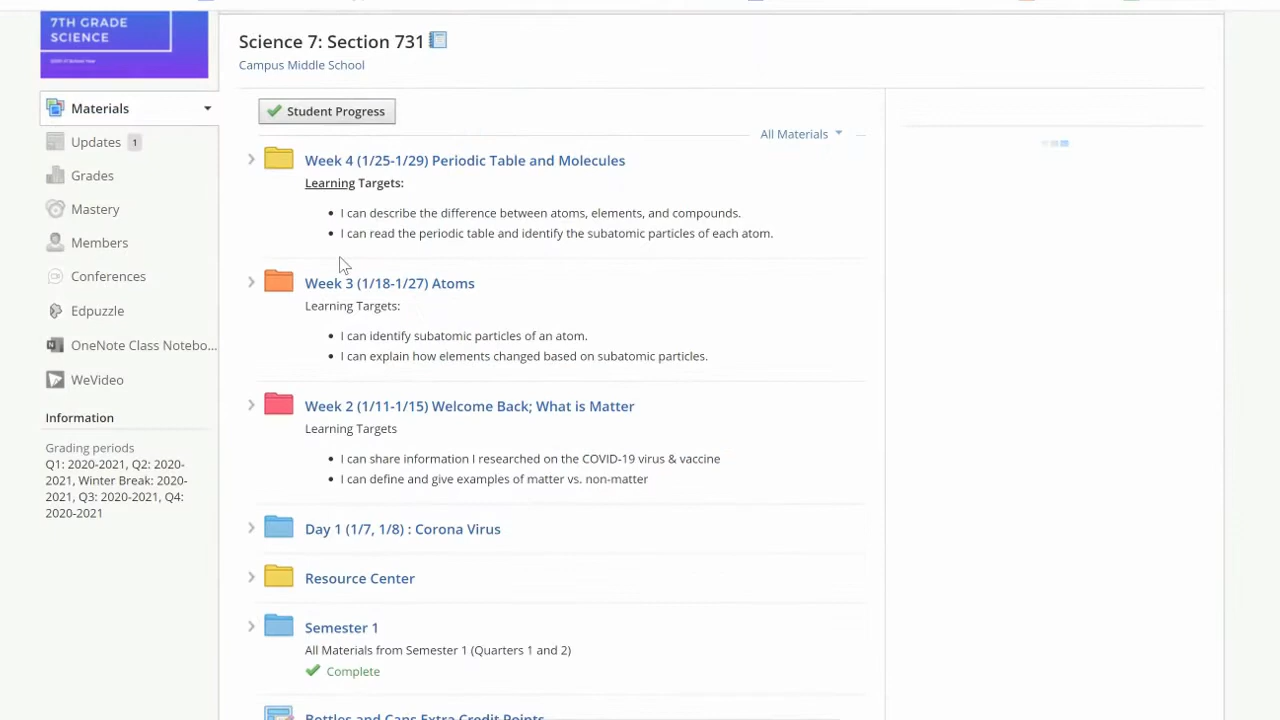 7TH GRADE
SCIENCE
Science 7: Section 731
Campus Middle School
Materials
Updates 1
Grades
Mastery
Members
Conferences
Edpuzzle
OneNote Class Notebo...
WeVideo
Information
Grading periods
Q1: 2020-2021, Q2: 2020-
2021, Winter Break: 2020-
2021, Q3: 2020-2021, Q4:
2020-2021
Student Progress
All Materials
Week 4 (1/25-1/29) Periodic Table and Molecules
Learning Targets:
• I can describe the difference between atoms, elements, and compounds.
• I can read the periodic table and identify the subatomic particles of each atom.
Week 3 (1/18-1/27) Atoms
Learning Targets:
• I can identify subatomic particles of an atom.
• I can explain how elements changed based on subatomic particles.
Week 2 (1/11-1/15) Welcome Back; What is Matter
Learning Targets
• I can share information I researched on the COVID-19 virus & vaccine
• I can define and give examples of matter vs. non-matter
Day 1 (1/7, 1/8) : Corona Virus
Resource Center
Semester 1
All Materials from Semester 1 (Quarters 1 and 2)
Complete
Bottles and Cans Extra Credit Points